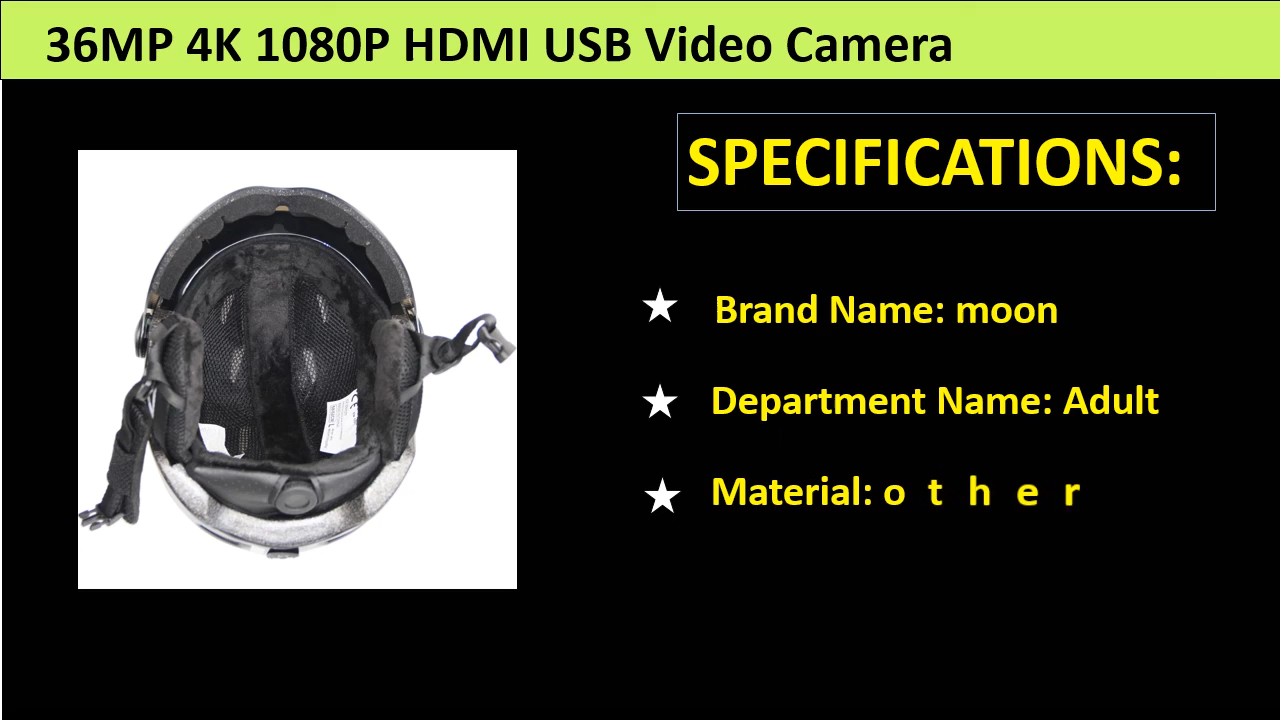 36MP 4K 1080P HDMI USB Video Camera
SPECIFICATIONS:
Brand Name: moon
Department Name: Adult
Material: o t h e r